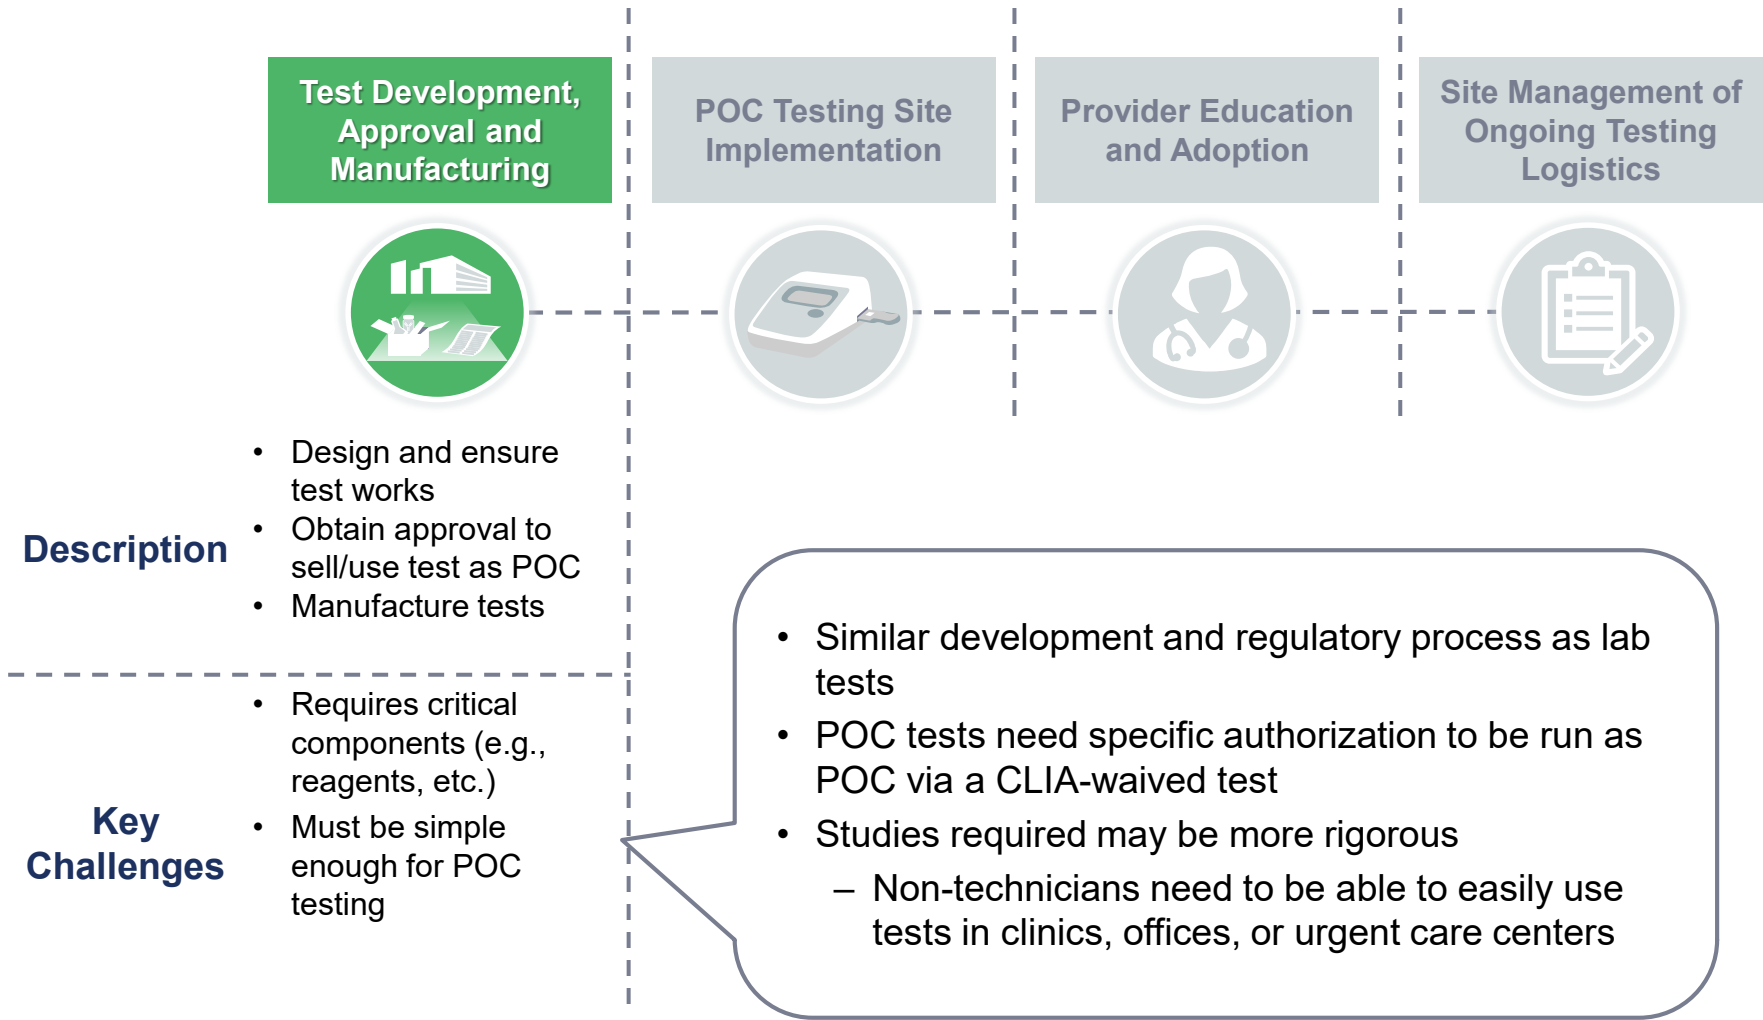 Test Development,
Approval and
Manufacturing
POC Testing Site
Implementation
Provider Education
and Adoption
Site Management of
Ongoing Testing
Logistics
Description
• Design and ensure
test works
• Obtain approval to
sell/use test as POC
• Manufacture tests
Key
Challenges
• Requires critical
components (e.g.,
reagents, etc.)
• Must be simple
enough for POC
testing
• Similar development and regulatory process as lab
tests
• POC tests need specific authorization to be run as
POC via a CLIA-waived test
• Studies required may be more rigorous
– Non-technicians need to be able to easily use
tests in clinics, offices, or urgent care centers